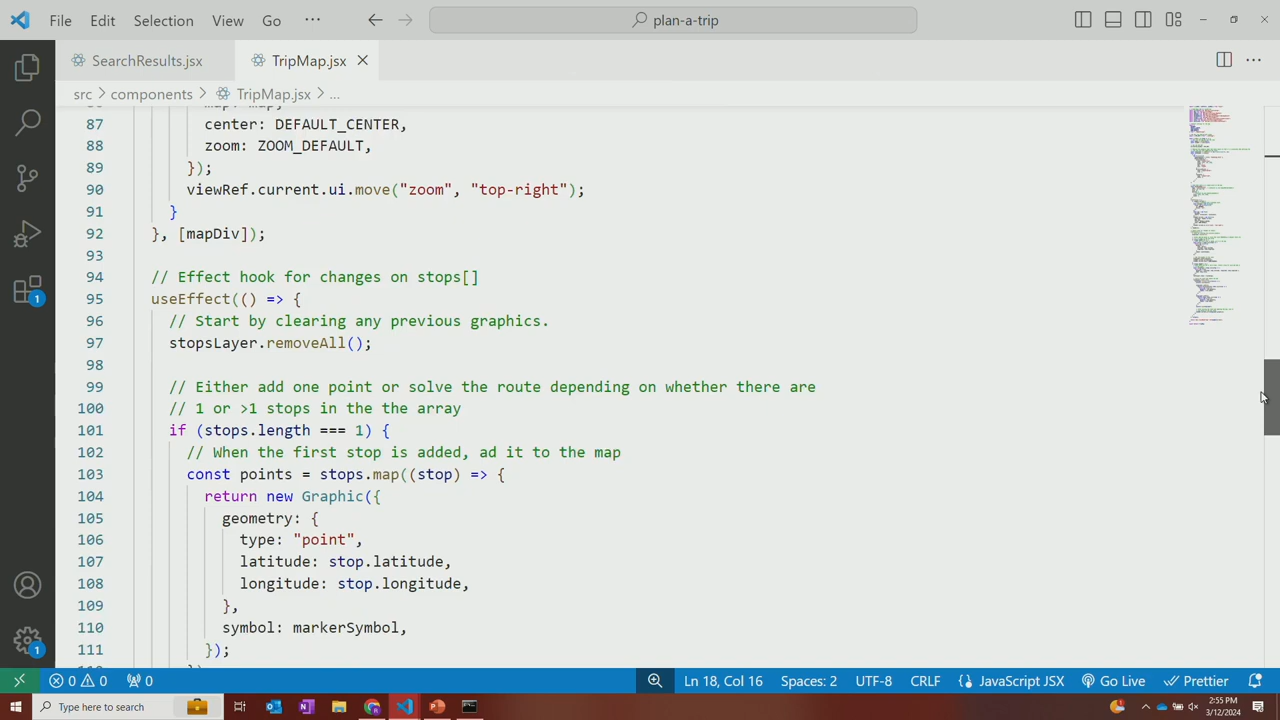 File Edit Selection View Go ··· plan-a-trip
SearchResults.jsx TripMap.jsx
src > components > TripMap.jsx > ...
87 center: DEFAULT_CENTER,
88 zoom: ZOOM_DEFAULT,
89 });
90 viewRef.current.ui.move("zoom", "top-right");
91 }
92 }, [mapDiv]);
93
94 // Effect hook for changes on stops[]
95 useEffect(() => {
96 // Start by clearing any previous graphics.
97 stopsLayer.removeAll();
98
99 // Either add one point or solve the route depending on whether there are
100 // 1 or >1 stops in the the array
101 if (stops.length === 1) {
102 // When the first stop is added, ad it to the map
103 const points = stops.map((stop) => {
104 return new Graphic({
105 geometry: {
106 type: "point",
107 latitude: stop.latitude,
108 longitude: stop.longitude,
109 },
110 symbol: markerSymbol,
111 });
1
1
0 0 0 Ln 18, Col 16 Spaces: 2 UTF-8 CRLF JavaScript JSX Go Live Prettier
Type here to search
2:55 PM
3/12/2024